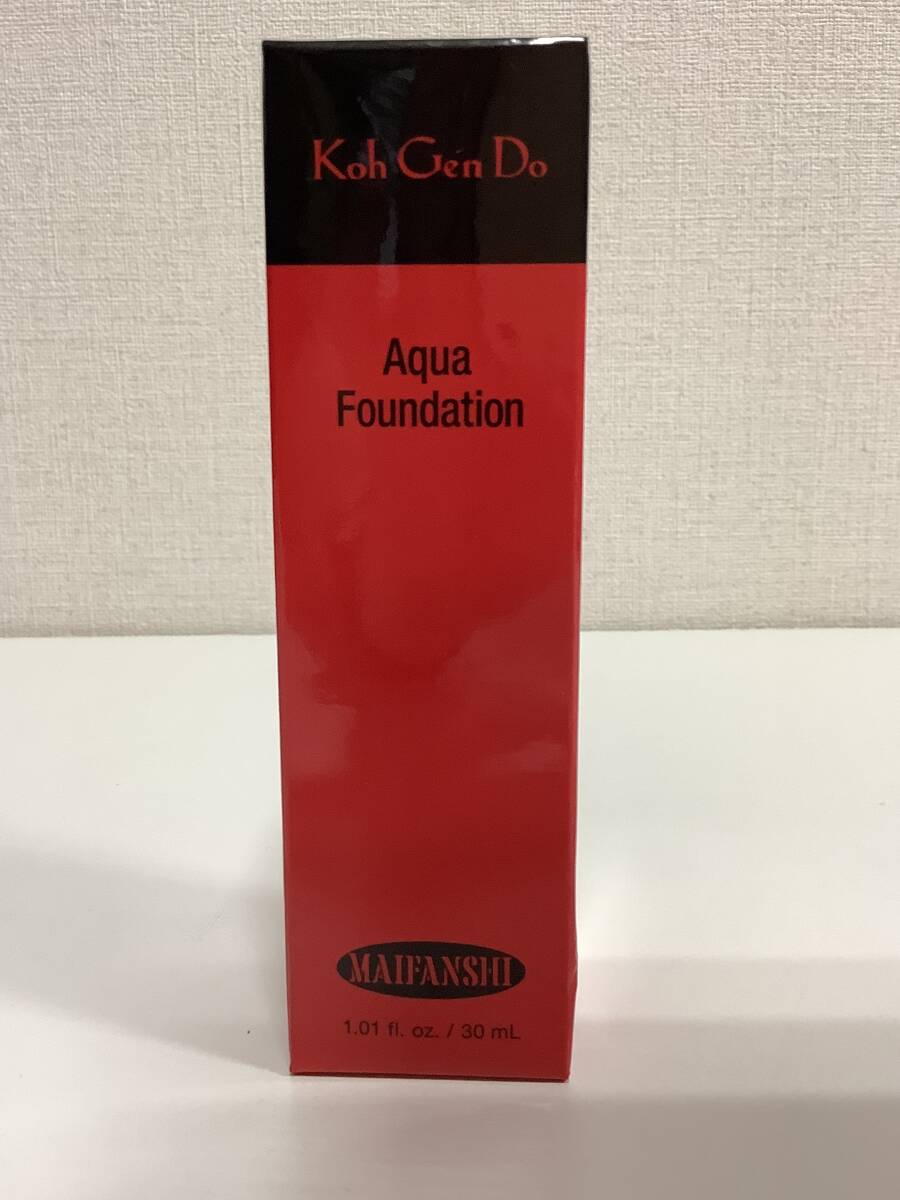 Koh Gen Do
Aqua
Foundation
MAIFANSHI
1.01 fl. oz. / 30 mL